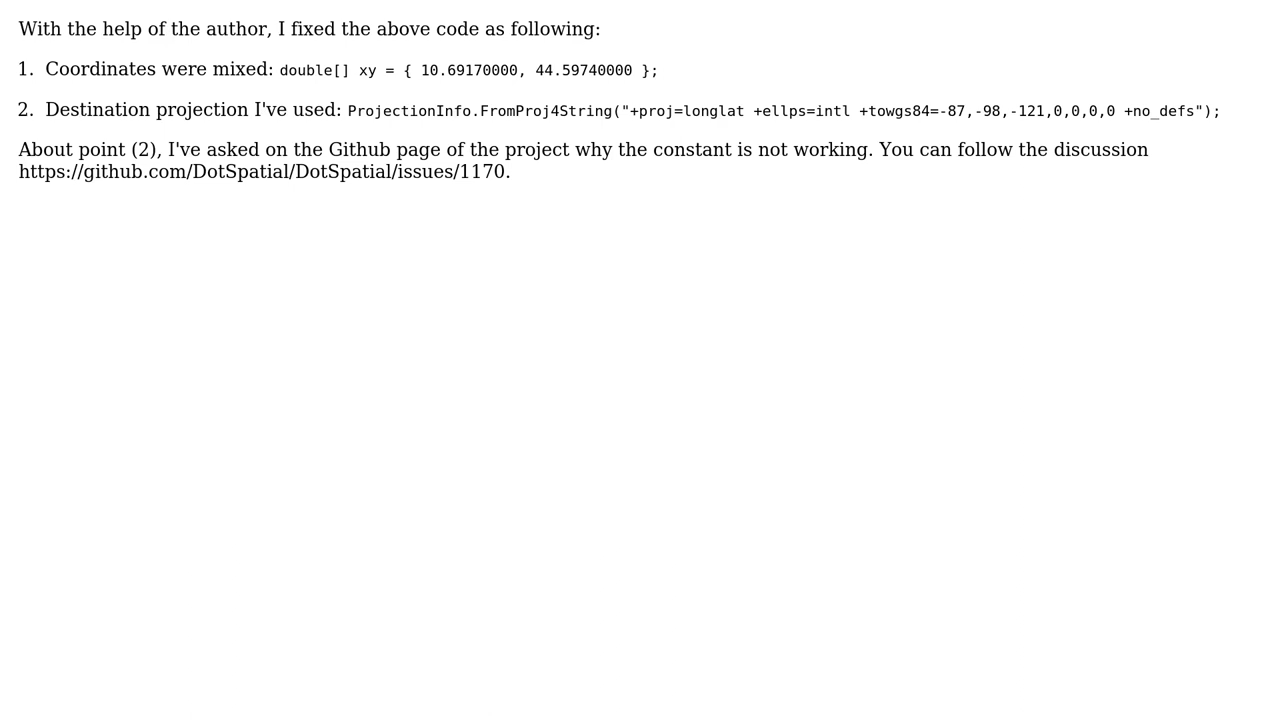 With the help of the author, I fixed the above code as following:
1. Coordinates were mixed: double[] xy = { 10.69170000, 44.59740000 };
2. Destination projection I've used: ProjectionInfo.FromProj4String("+proj=longlat +ellps=intl +towgs84=-87,-98,-121,0,0,0,0 +no_defs");
About point (2), I've asked on the Github page of the project why the constant is not working. You can follow the discussion
https://github.com/DotSpatial/DotSpatial/issues/1170.